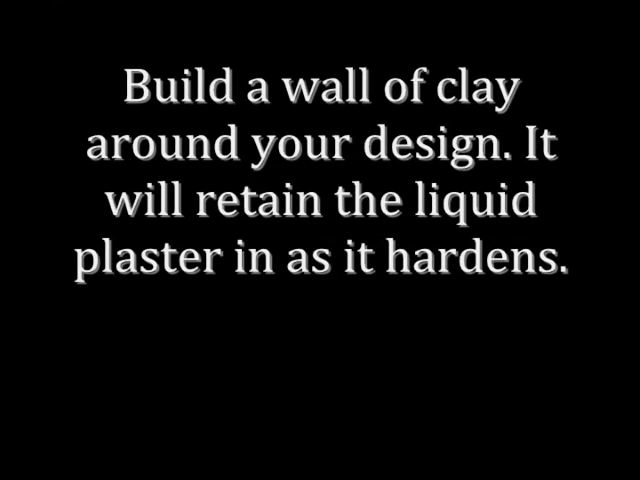 Build a wall of clay
around your design. It
will retain the liquid
plaster in as it hardens.